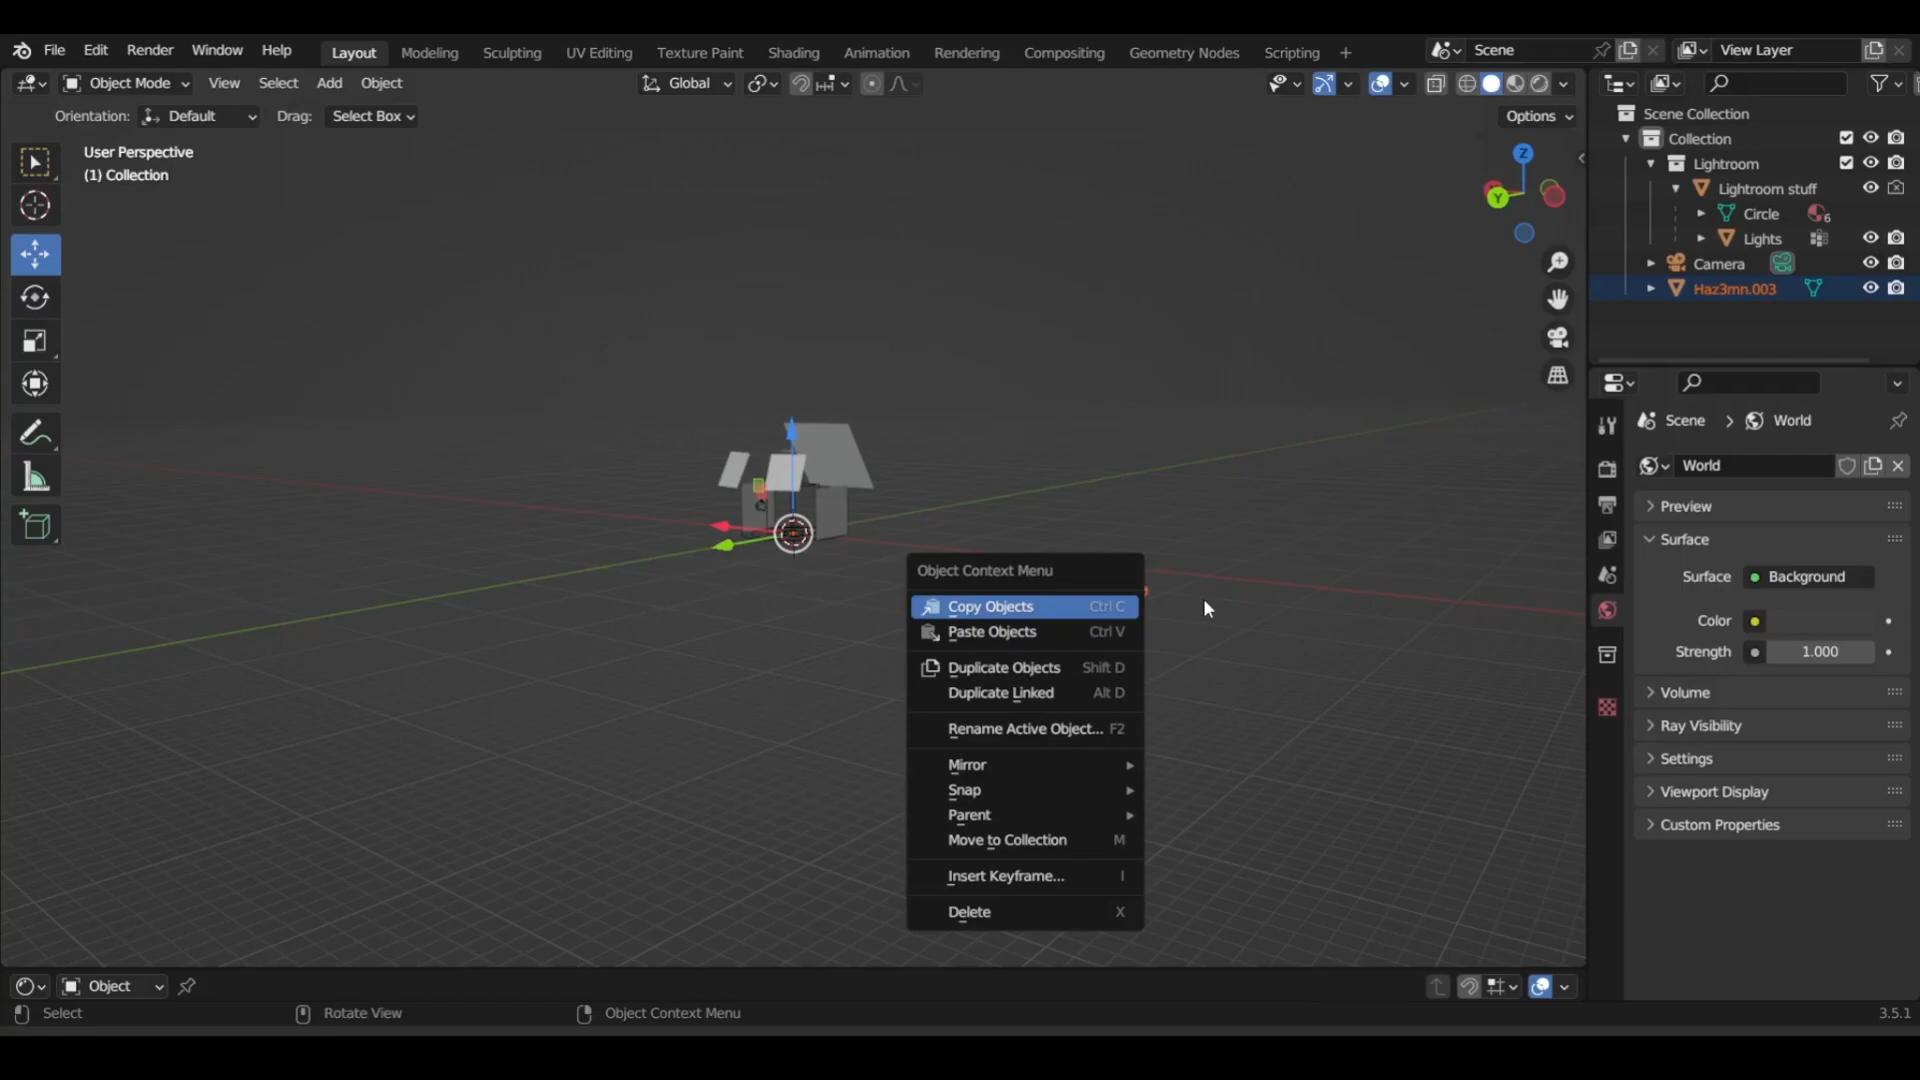 File Edit Render Window Help Layout Modeling Sculpting UV Editing Texture Paint Shading Animation Rendering Compositing Geometry Nodes Scripting + Scene View Layer
Object Mode View Select Add Object Global
Orientation: Default Drag: Select Box Options
User Perspective
(1) Collection
Z
Y
Scene Collection
Collection
Lightroom
Lightroom stuff
Circle 6
Lights
Camera
Haz3mn.003
Scene > World
World
Preview
Surface
Surface Background
Color
Strength 1.000
Volume
Ray Visibility
Settings
Viewport Display
Custom Properties
Object Context Menu
Copy Objects Ctrl C
Paste Objects Ctrl V
Duplicate Objects Shift D
Duplicate Linked Alt D
Rename Active Object... F2
Mirror
Snap
Parent
Move to Collection M
Insert Keyframe... I
Delete X
Object
Select Rotate View Object Context Menu 3.5.1